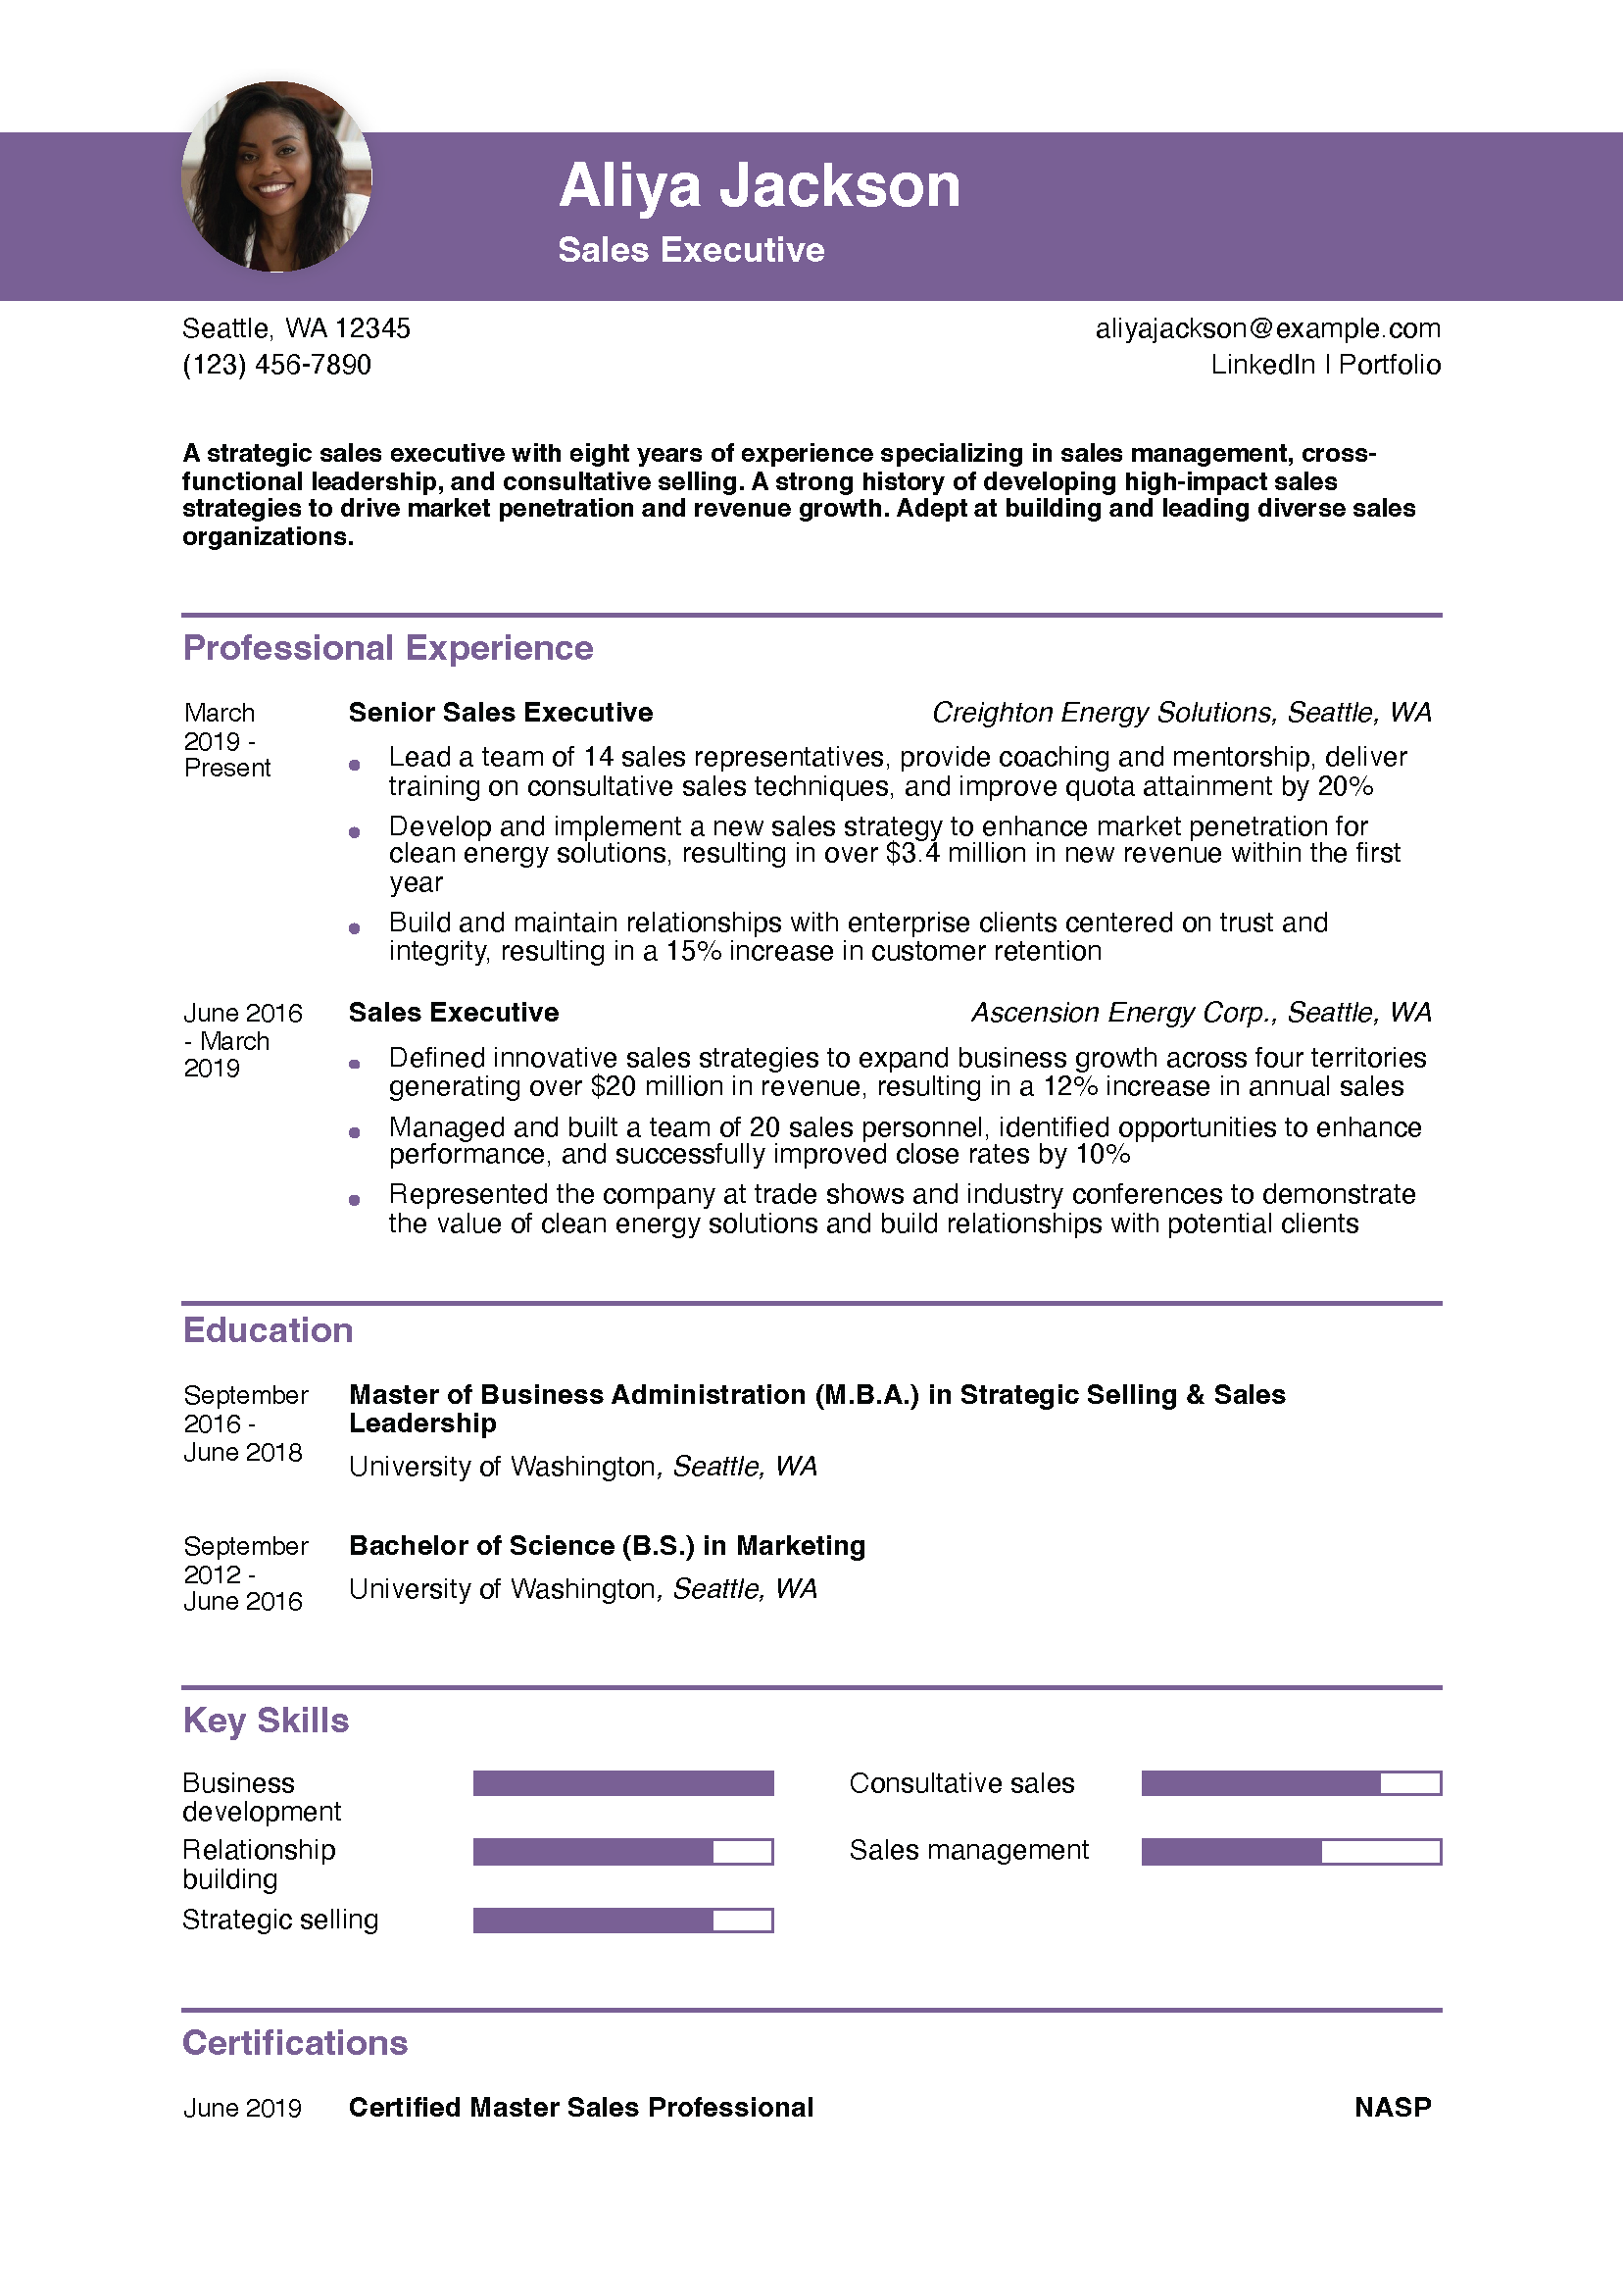 Aliya Jackson
Sales Executive
Seattle, WA 12345
aliyajackson@example.com
(123) 456-7890
LinkedIn | Portfolio
A strategic sales executive with eight years of experience specializing in sales management, cross-
functional leadership, and consultative selling. A strong history of developing high-impact sales
strategies to drive market penetration and revenue growth. Adept at building and leading diverse sales
organizations.
Professional Experience
March
2019 -
Present
Senior Sales Executive
Creighton Energy Solutions, Seattle, WA
Lead a team of 14 sales representatives, provide coaching and mentorship, deliver
training on consultative sales techniques, and improve quota attainment by 20%
Develop and implement a new sales strategy to enhance market penetration for
clean energy solutions, resulting in over $3.4 million in new revenue within the first
year
Build and maintain relationships with enterprise clients centered on trust and
integrity, resulting in a 15% increase in customer retention
June 2016
- March
2019
Sales Executive
Ascension Energy Corp., Seattle, WA
Defined innovative sales strategies to expand business growth across four territories
generating over $20 million in revenue, resulting in a 12% increase in annual sales
Managed and built a team of 20 sales personnel, identified opportunities to enhance
performance, and successfully improved close rates by 10%
Represented the company at trade shows and industry conferences to demonstrate
the value of clean energy solutions and build relationships with potential clients
Education
September
2016 -
June 2018
Master of Business Administration (M.B.A.) in Strategic Selling & Sales
Leadership
University of Washington, Seattle, WA
September
2012 -
June 2016
Bachelor of Science (B.S.) in Marketing
University of Washington, Seattle, WA
Key Skills
Business
development
Consultative sales
Relationship
building
Sales management
Strategic selling
Certifications
June 2019
Certified Master Sales Professional
NASP